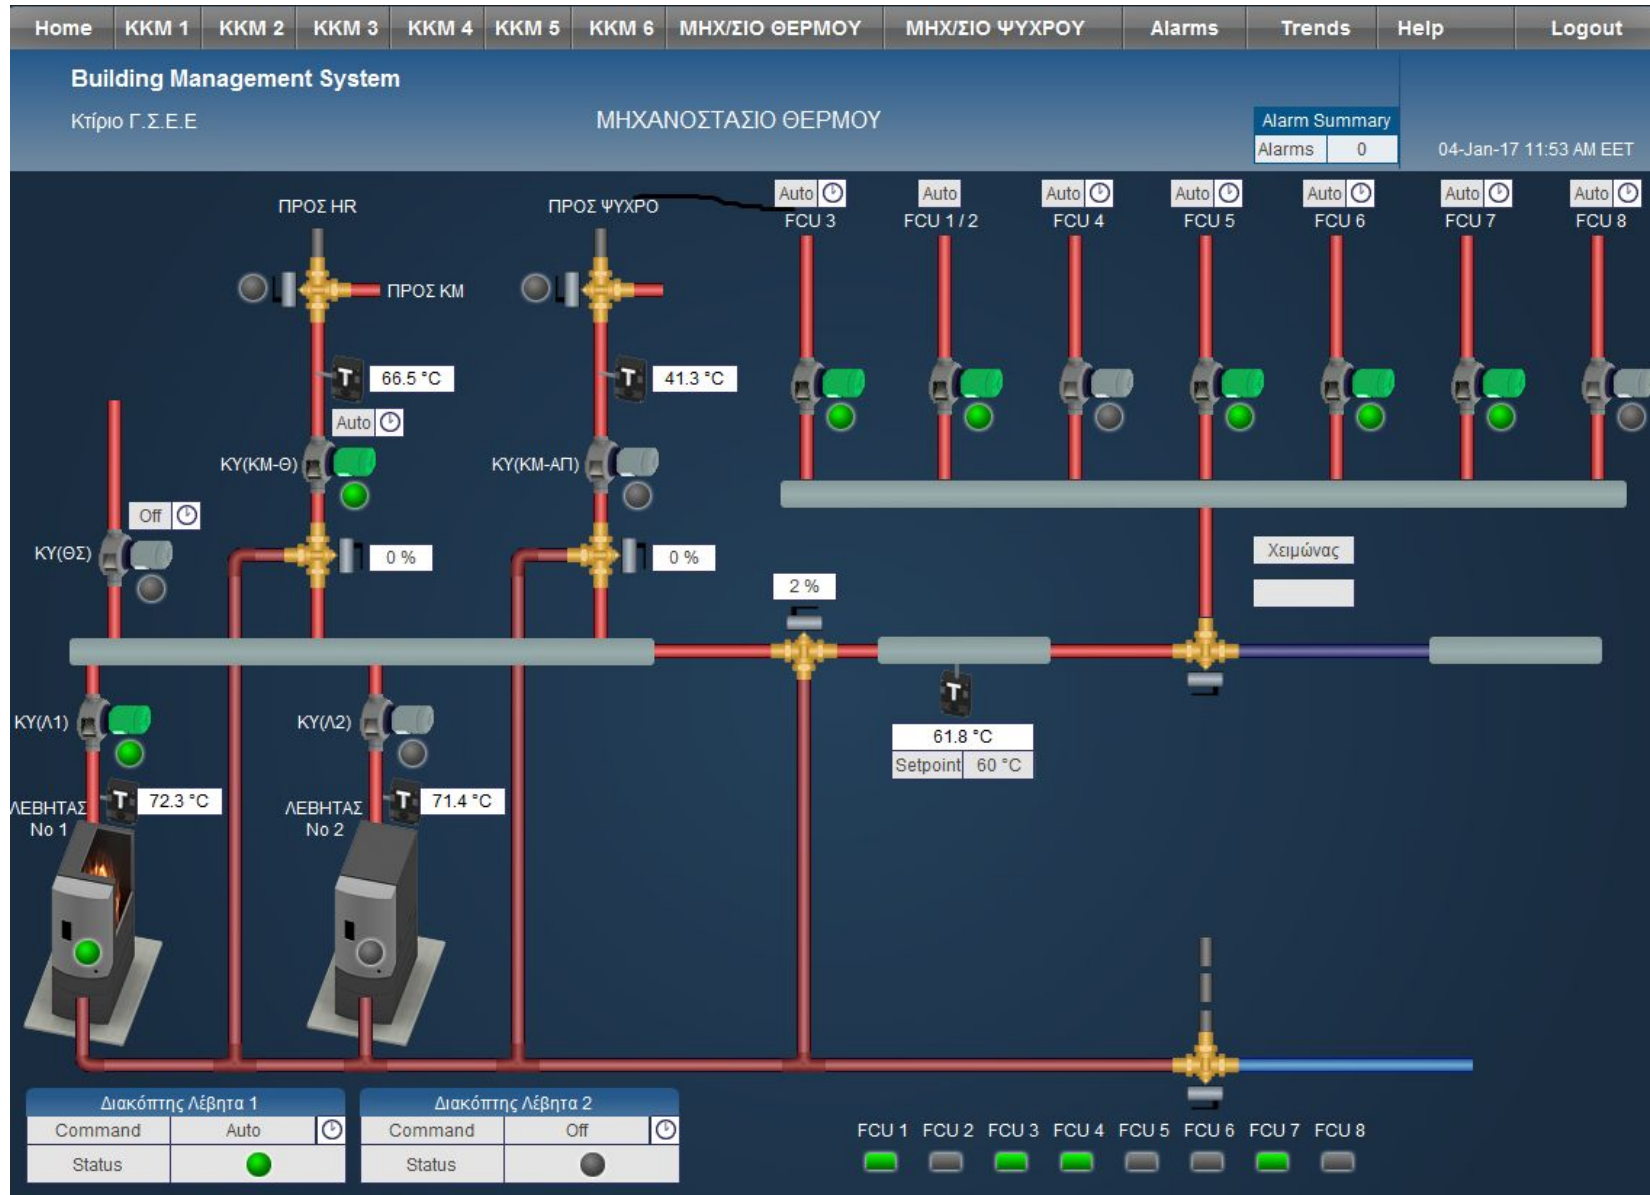 Home KKM 1 KKM 2 KKM 3 KKM 4 KKM 5 KKM 6 ΜΗΧ/ΣΙΟ ΘΕΡΜΟΥ ΜΗΧ/ΣΙΟ ΨΥΧΡΟΥ Alarms Trends Help Logout
Building Management System
Κτίριο Γ.Σ.Ε.Ε
ΜΗΧΑΝΟΣΤΑΣΙΟ ΘΕΡΜΟΥ
Alarm Summary
Alarms 0
04-Jan-17 11:53 AM EET
Auto Auto Auto Auto Auto Auto Auto
ΠΡΟΣ HR ΠΡΟΣ ΨΥΧΡΟ FCU 3 FCU 1 / 2 FCU 4 FCU 5 FCU 6 FCU 7 FCU 8
ΠΡΟΣ ΚΜ
T 66.5 °C T 41.3 °C
Auto
ΚΥ(ΚΜ-Θ) ΚΥ(ΚΜ-ΑΠ)
Off
ΚΥ(ΘΣ) 0 % 0 % Χειμώνας
2 %
T
ΚΥ(Λ1) ΚΥ(Λ2) 61.8 °C
Setpoint 60 °C
ΛΕΒΗΤΑΣ No 1 T 72.3 °C
ΛΕΒΗΤΑΣ No 2 T 71.4 °C
Διακόπτης Λέβητα 1
Command Auto
Status
Διακόπτης Λέβητα 2
Command Off
Status
FCU 1 FCU 2 FCU 3 FCU 4 FCU 5 FCU 6 FCU 7 FCU 8